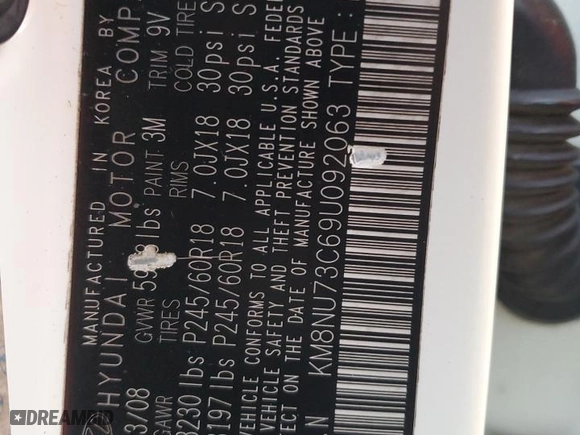 MANUFACTURED IN KOREA BY
HYUNDAI MOTOR COMP
3/08 GVWR lbs PAINT 3M TRIM 9V
GAWR TIRES RIMS COLD TIRE
3230 lbs P245/60R18 7.0JX18 30psi S
3197 lbs P245/60R18 7.0JX18 30psi S
VEHICLE CONFORMS TO ALL APPLICABLE U.S.A. FEDE
VEHICLE SAFETY AND THEFT PREVENTION STANDARDS
ON THE DATE OF MANUFACTURE SHOWN ABOVE
KM8NU73C69U092063 TYPE :
DREAMBID